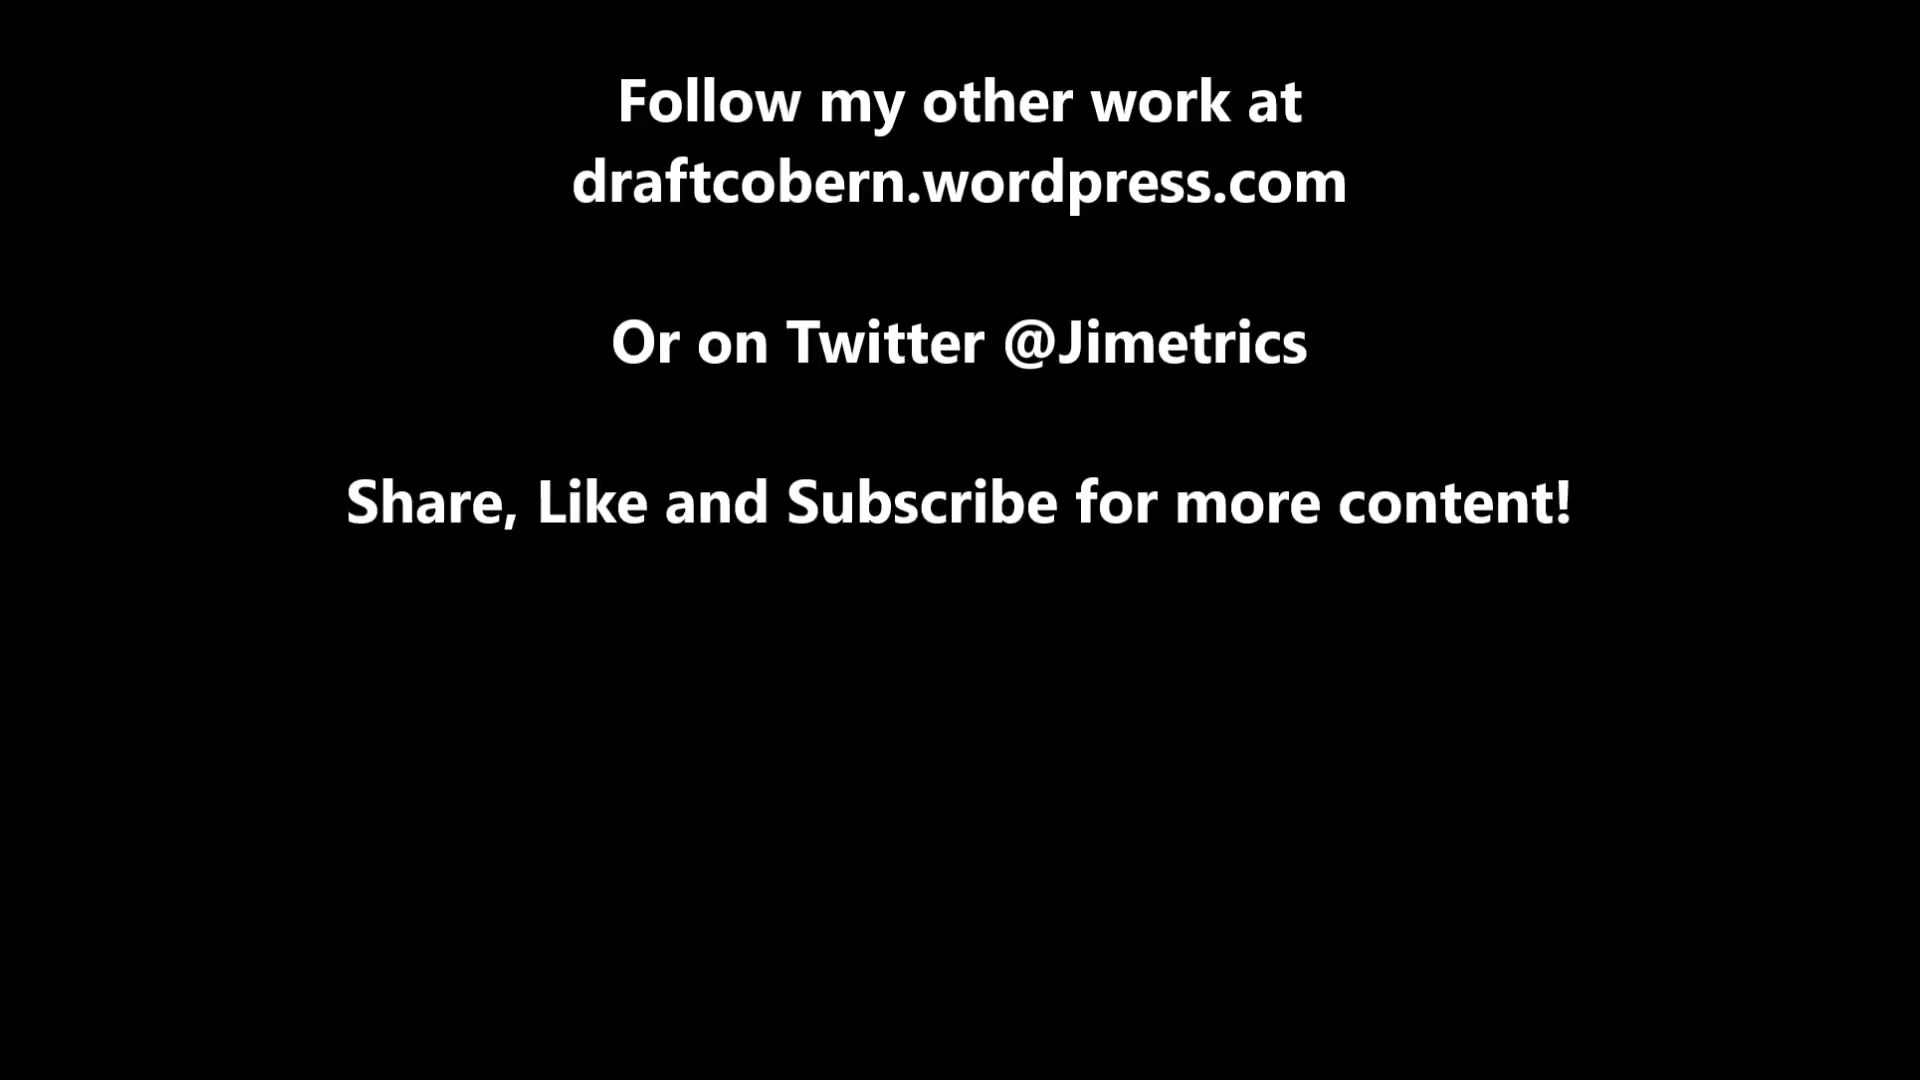 Follow my other work at
draftcobern.wordpress.com
Or on Twitter @Jimetrics
Share, Like and Subscribe for more content!